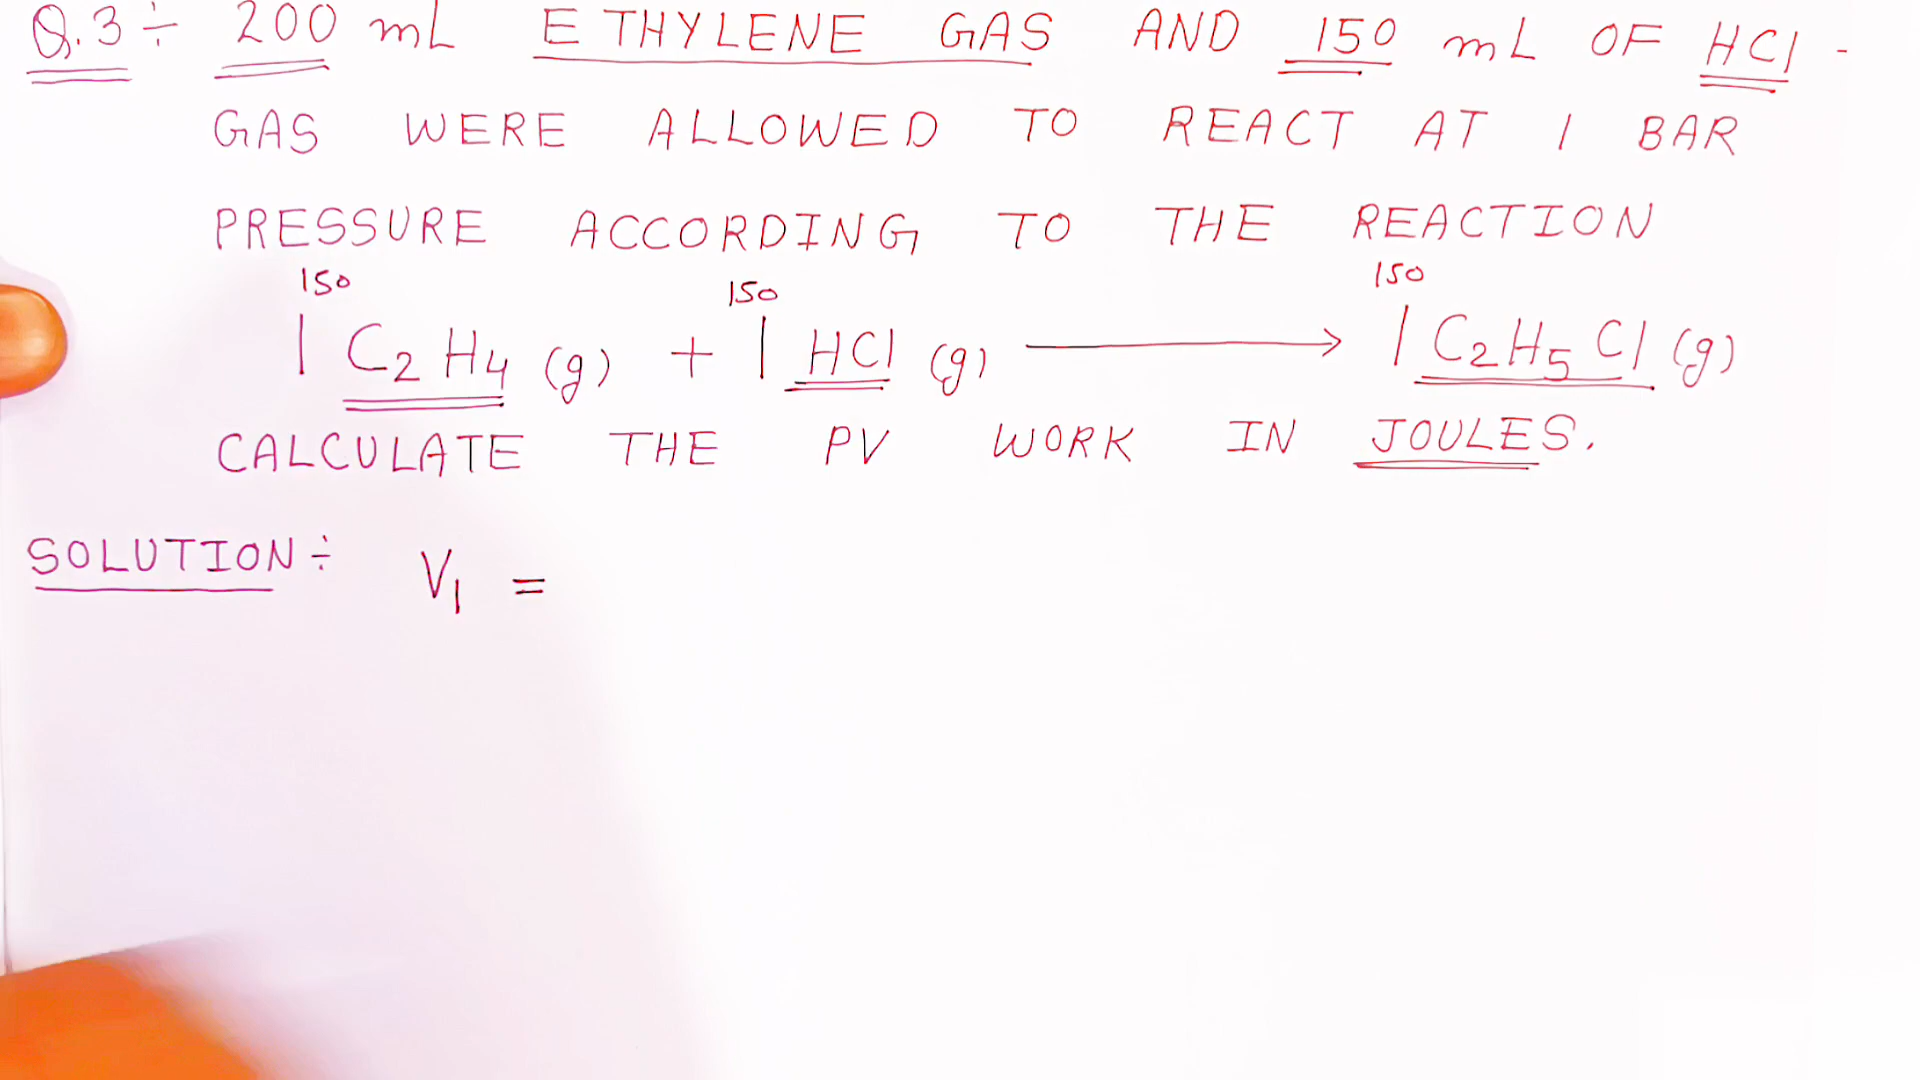 Q.3÷ 200 mL ETHYLENE GAS AND 150 mL OF HCl -
GAS WERE ALLOWED TO REACT AT 1 BAR
PRESSURE ACCORDING TO THE REACTION
150 150 150
1 C₂H₄ (g) + 1 HCl (g) ⟶ 1 C₂H₅Cl (g)
CALCULATE THE PV WORK IN JOULES.
SOLUTION÷ V₁ =